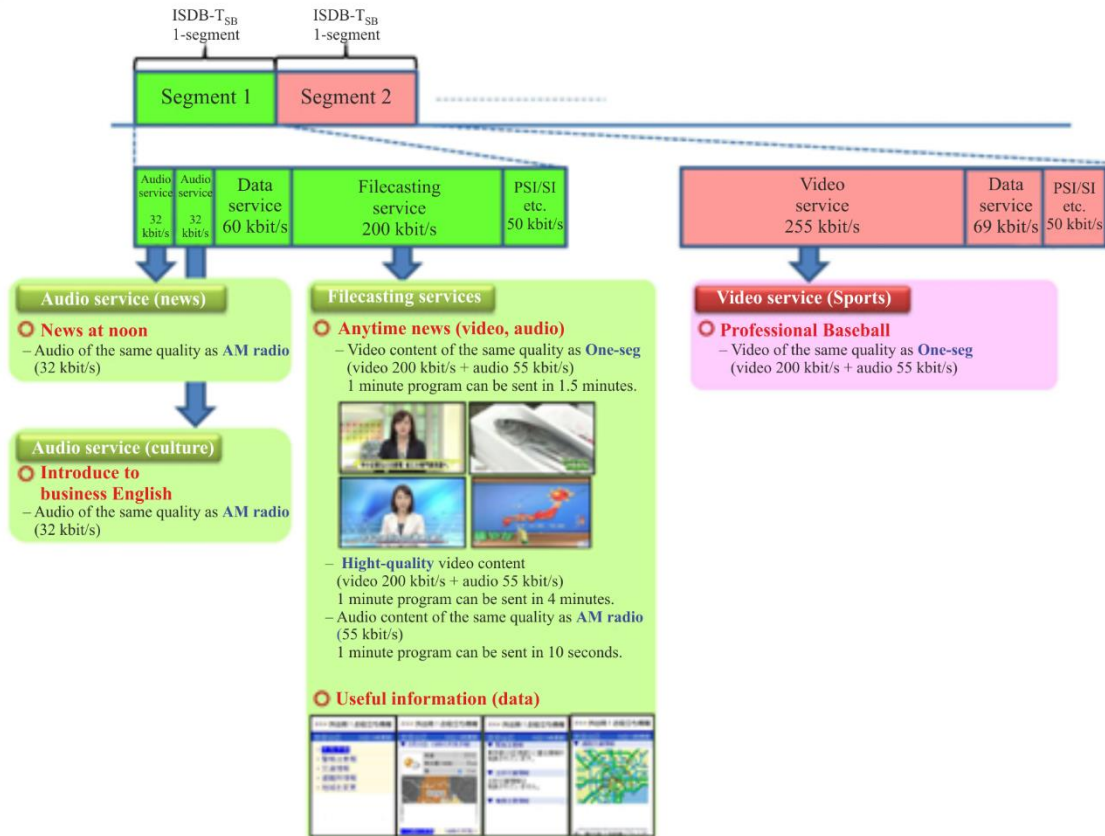 ISDB-TSB
1-segment
ISDB-TSB
1-segment
Segment 1
Segment 2
Audio
service
32
kbit/s
Audio
service
32
kbit/s
Data
service
60 kbit/s
Filecasting
service
200 kbit/s
PSI/SI
etc.
50 kbit/s
Video
service
255 kbit/s
Data
service
69 kbit/s
PSI/SI
etc.
50 kbit/s
Audio service (news)
News at noon
– Audio of the same quality as AM radio
(32 kbit/s)
Audio service (culture)
Introduce to
business English
– Audio of the same quality as AM radio
(32 kbit/s)
Filecasting services
Anytime news (video, audio)
– Video content of the same quality as One-seg
(video 200 kbit/s + audio 55 kbit/s)
1 minute program can be sent in 1.5 minutes.
– Hight-quality video content
(video 200 kbit/s + audio 55 kbit/s)
1 minute program can be sent in 4 minutes.
– Audio content of the same quality as AM radio
(55 kbit/s)
1 minute program can be sent in 10 seconds.
Useful information (data)
Video service (Sports)
Professional Baseball
– Video of the same quality as One-seg
(video 200 kbit/s + audio 55 kbit/s)